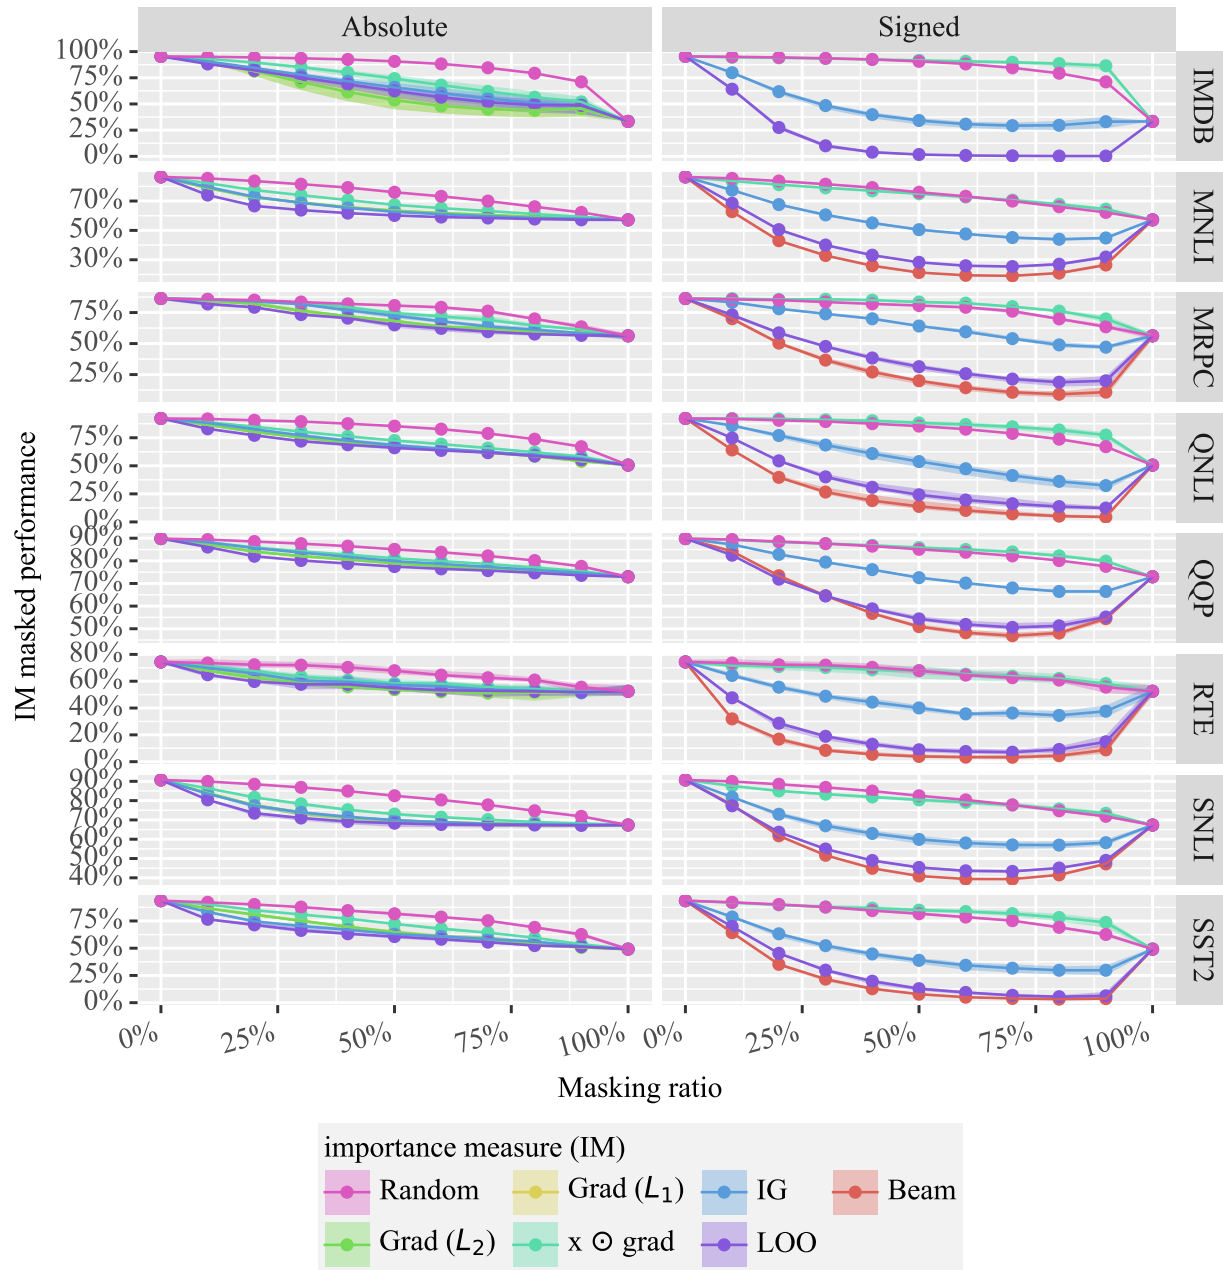 Absolute
Signed
100%
75%
50%
25%
0%
IMDB
70%
50%
30%
MNLI
75%
50%
25%
MRPC
75%
50%
25%
0%
QNLI
90%
80%
70%
60%
50%
QQP
80%
60%
40%
20%
0%
RTE
90%
80%
70%
60%
50%
40%
SNLI
75%
50%
25%
0%
SST2
IM masked performance
0% 25% 50% 75% 100%
0% 25% 50% 75% 100%
Masking ratio
importance measure (IM)
Random Grad (L₁) IG Beam
Grad (L₂) x ⊙ grad LOO